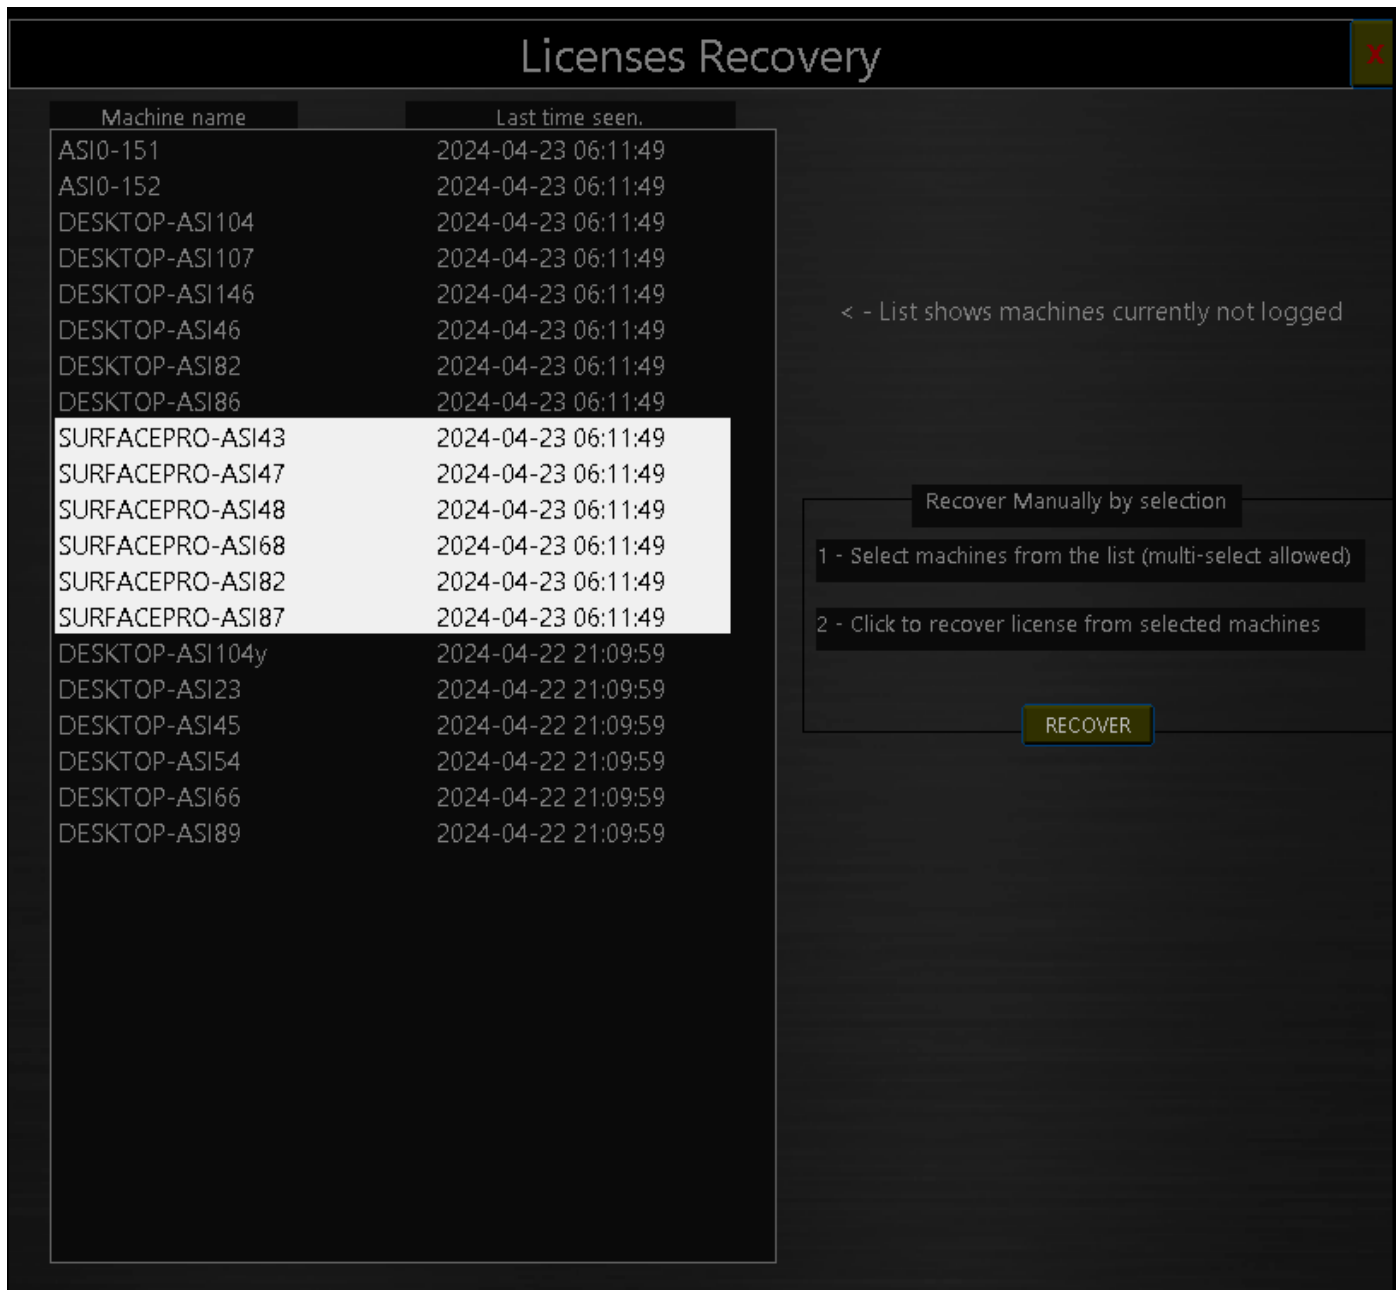 Licenses Recovery
X
Machine name Last time seen.
ASI0-151 2024-04-23 06:11:49
ASI0-152 2024-04-23 06:11:49
DESKTOP-ASI104 2024-04-23 06:11:49
DESKTOP-ASI107 2024-04-23 06:11:49
DESKTOP-ASI146 2024-04-23 06:11:49
DESKTOP-ASI46 2024-04-23 06:11:49
DESKTOP-ASI82 2024-04-23 06:11:49
DESKTOP-ASI86 2024-04-23 06:11:49
SURFACEPRO-ASI43 2024-04-23 06:11:49
SURFACEPRO-ASI47 2024-04-23 06:11:49
SURFACEPRO-ASI48 2024-04-23 06:11:49
SURFACEPRO-ASI68 2024-04-23 06:11:49
SURFACEPRO-ASI82 2024-04-23 06:11:49
SURFACEPRO-ASI87 2024-04-23 06:11:49
DESKTOP-ASI104y 2024-04-22 21:09:59
DESKTOP-ASI23 2024-04-22 21:09:59
DESKTOP-ASI45 2024-04-22 21:09:59
DESKTOP-ASI54 2024-04-22 21:09:59
DESKTOP-ASI66 2024-04-22 21:09:59
DESKTOP-ASI89 2024-04-22 21:09:59
< - List shows machines currently not logged
Recover Manually by selection
1 - Select machines from the list (multi-select allowed)
2 - Click to recover license from selected machines
RECOVER